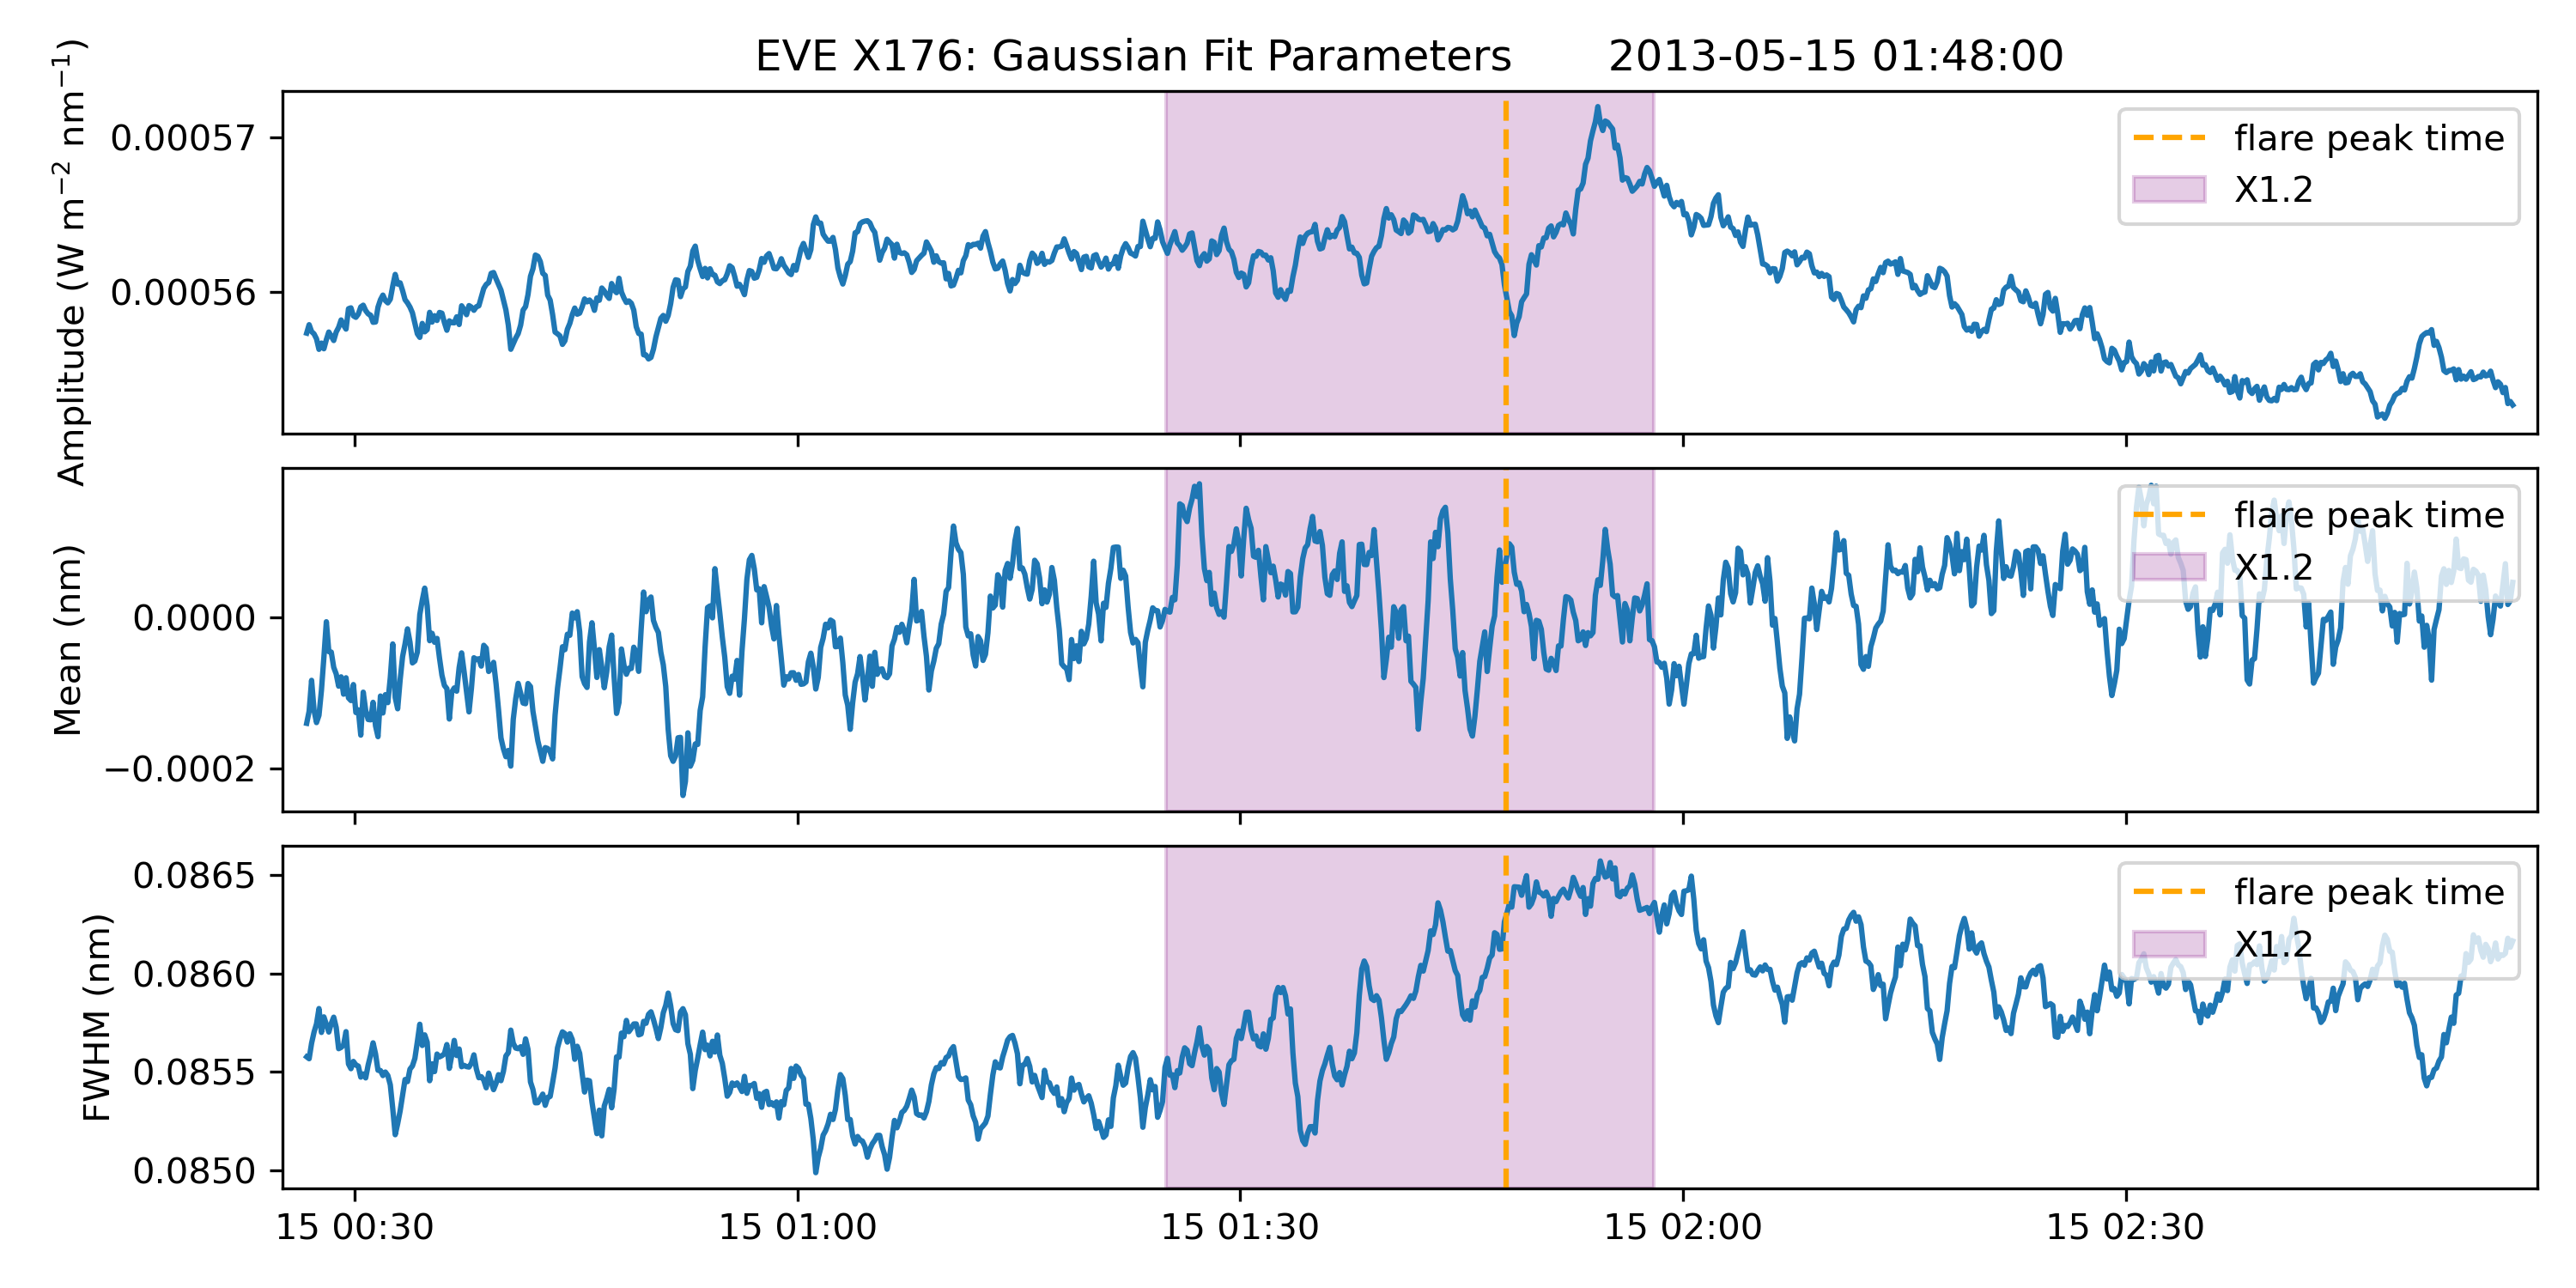 EVE X176: Gaussian Fit Parameters 2013-05-15 01:48:00
Amplitude (W m⁻² nm⁻¹)
0.00057
0.00056
flare peak time
X1.2
Mean (nm)
0.0000
−0.0002
flare peak time
X1.2
FWHM (nm)
0.0865
0.0860
0.0855
0.0850
flare peak time
X1.2
15 00:30
15 01:00
15 01:30
15 02:00
15 02:30